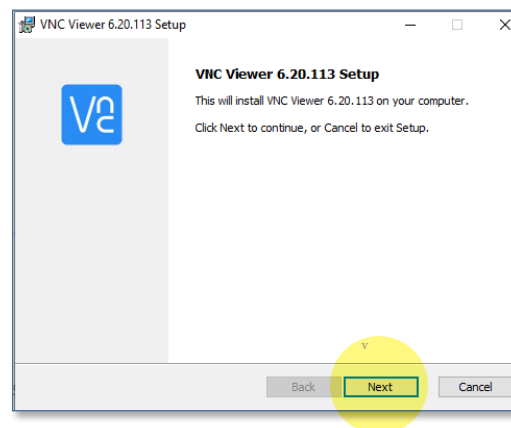 VNC Viewer 6.20.113 Setup
VNC Viewer 6.20.113 Setup
This will install VNC Viewer 6.20.113 on your computer.
Click Next to continue, or Cancel to exit Setup.
V2
v
Back Next Cancel